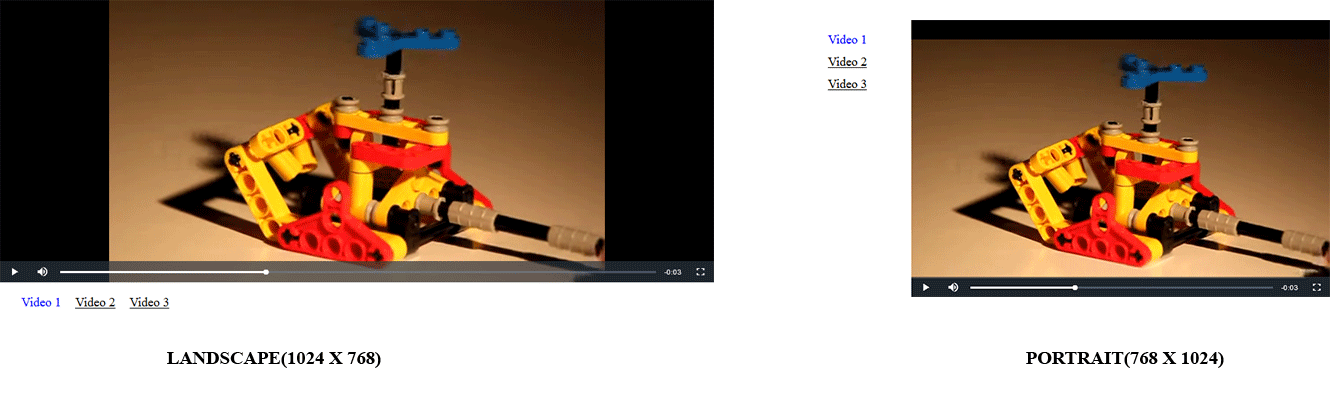 Video 1 Video 2 Video 3
-0:03
LANDSCAPE(1024 X 768)
Video 1
Video 2
Video 3
-0:03
PORTRAIT(768 X 1024)